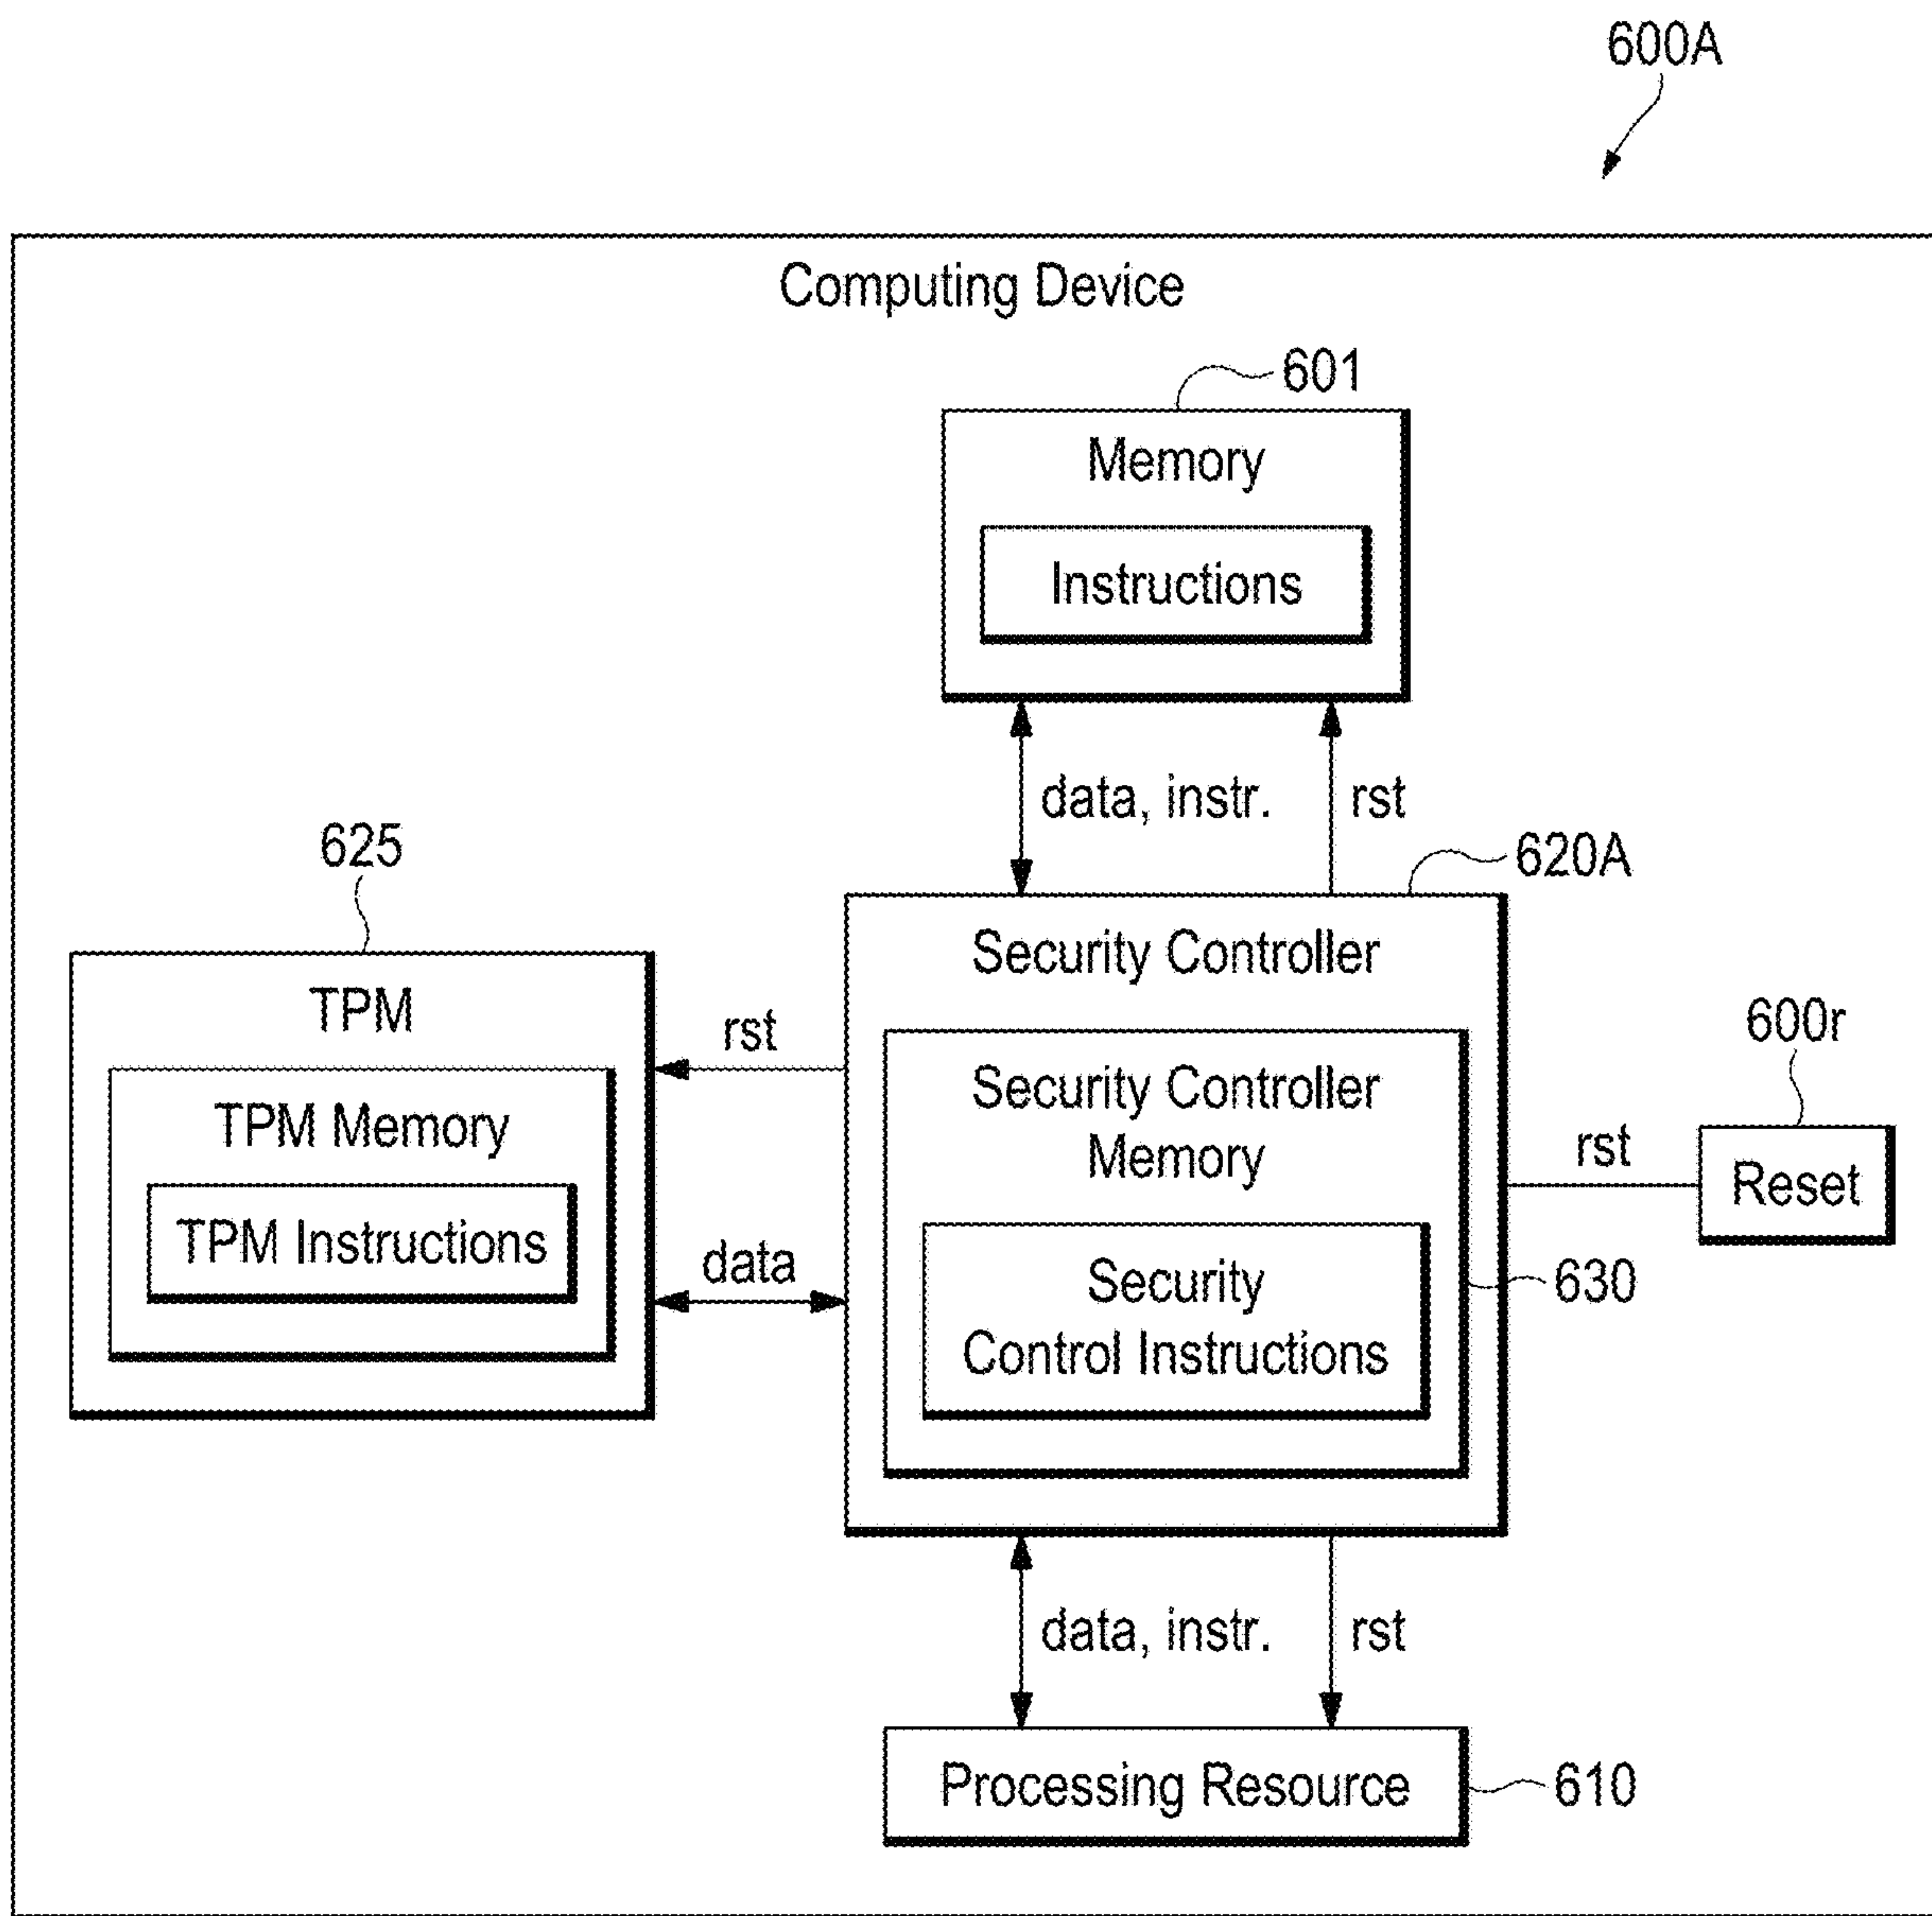 600A
Computing Device
601
Memory
Instructions
data, instr.
rst
625
620A
TPM
TPM Memory
TPM Instructions
rst
data
Security Controller
Security Controller
Memory
Security
Control Instructions
630
600r
rst
Reset
data, instr.
rst
Processing Resource
610